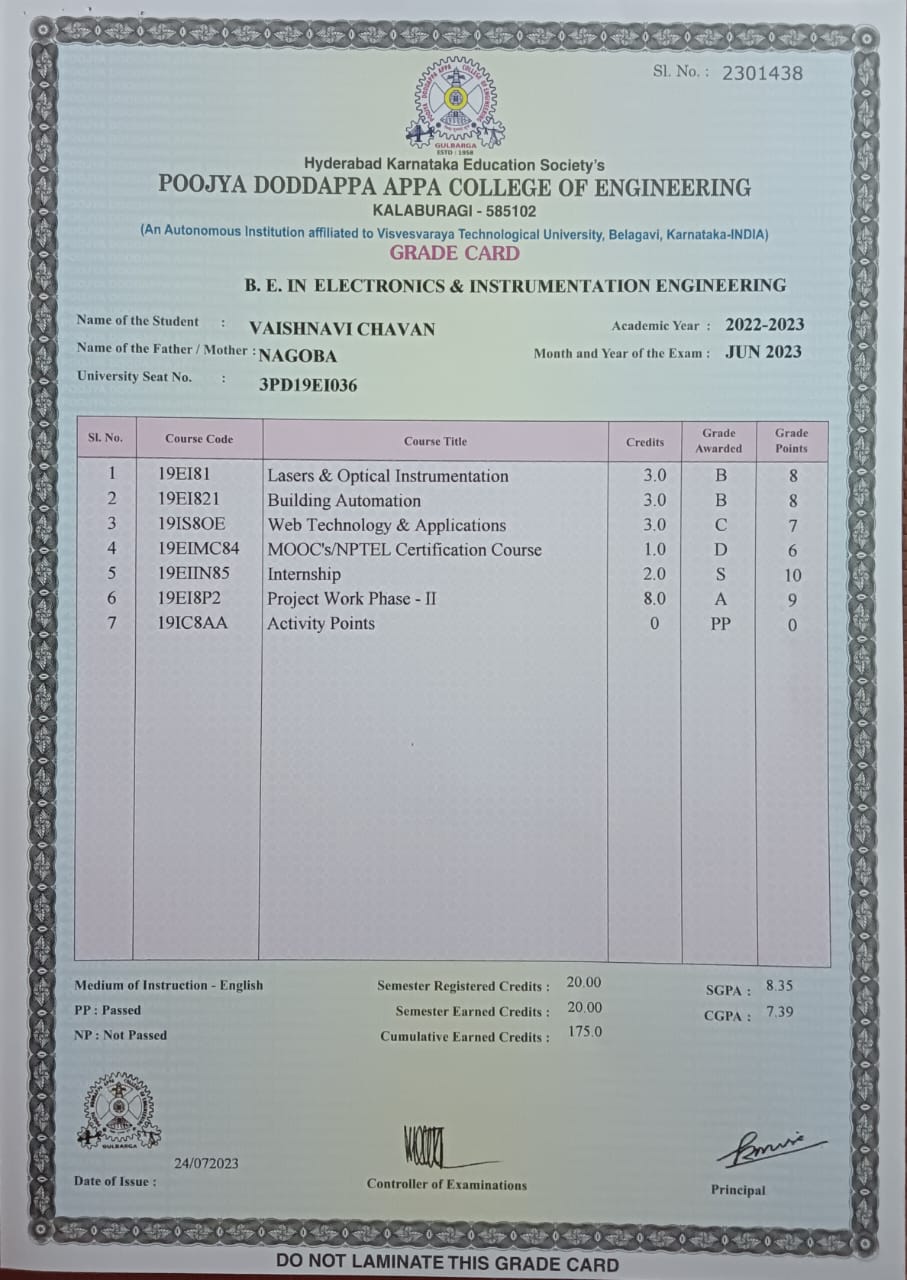 Sl. No. : 2301438
POOJYA DODDAPPA APPA COLLEGE OF ENGINEERING
GULBARGA
ESTD : 1958
Hyderabad Karnataka Education Society's
POOJYA DODDAPPA APPA COLLEGE OF ENGINEERING
KALABURAGI - 585102
(An Autonomous Institution affiliated to Visvesvaraya Technological University, Belagavi, Karnataka-INDIA)
GRADE CARD
B. E. IN ELECTRONICS & INSTRUMENTATION ENGINEERING
Name of the Student : VAISHNAVI CHAVAN Academic Year : 2022-2023
Name of the Father / Mother : NAGOBA Month and Year of the Exam : JUN 2023
University Seat No. : 3PD19EI036
Sl. No. Course Code Course Title Credits Grade Awarded Grade Points
1 19EI81 Lasers & Optical Instrumentation 3.0 B 8
2 19EI821 Building Automation 3.0 B 8
3 19IS8OE Web Technology & Applications 3.0 C 7
4 19EIMC84 MOOC's/NPTEL Certification Course 1.0 D 6
5 19EIIN85 Internship 2.0 S 10
6 19EI8P2 Project Work Phase - II 8.0 A 9
7 19IC8AA Activity Points 0 PP 0
Medium of Instruction - English Semester Registered Credits : 20.00 SGPA : 8.35
PP : Passed Semester Earned Credits : 20.00 CGPA : 7.39
NP : Not Passed Cumulative Earned Credits : 175.0
GULBARGA
24/072023
Date of Issue : Controller of Examinations Principal
DO NOT LAMINATE THIS GRADE CARD